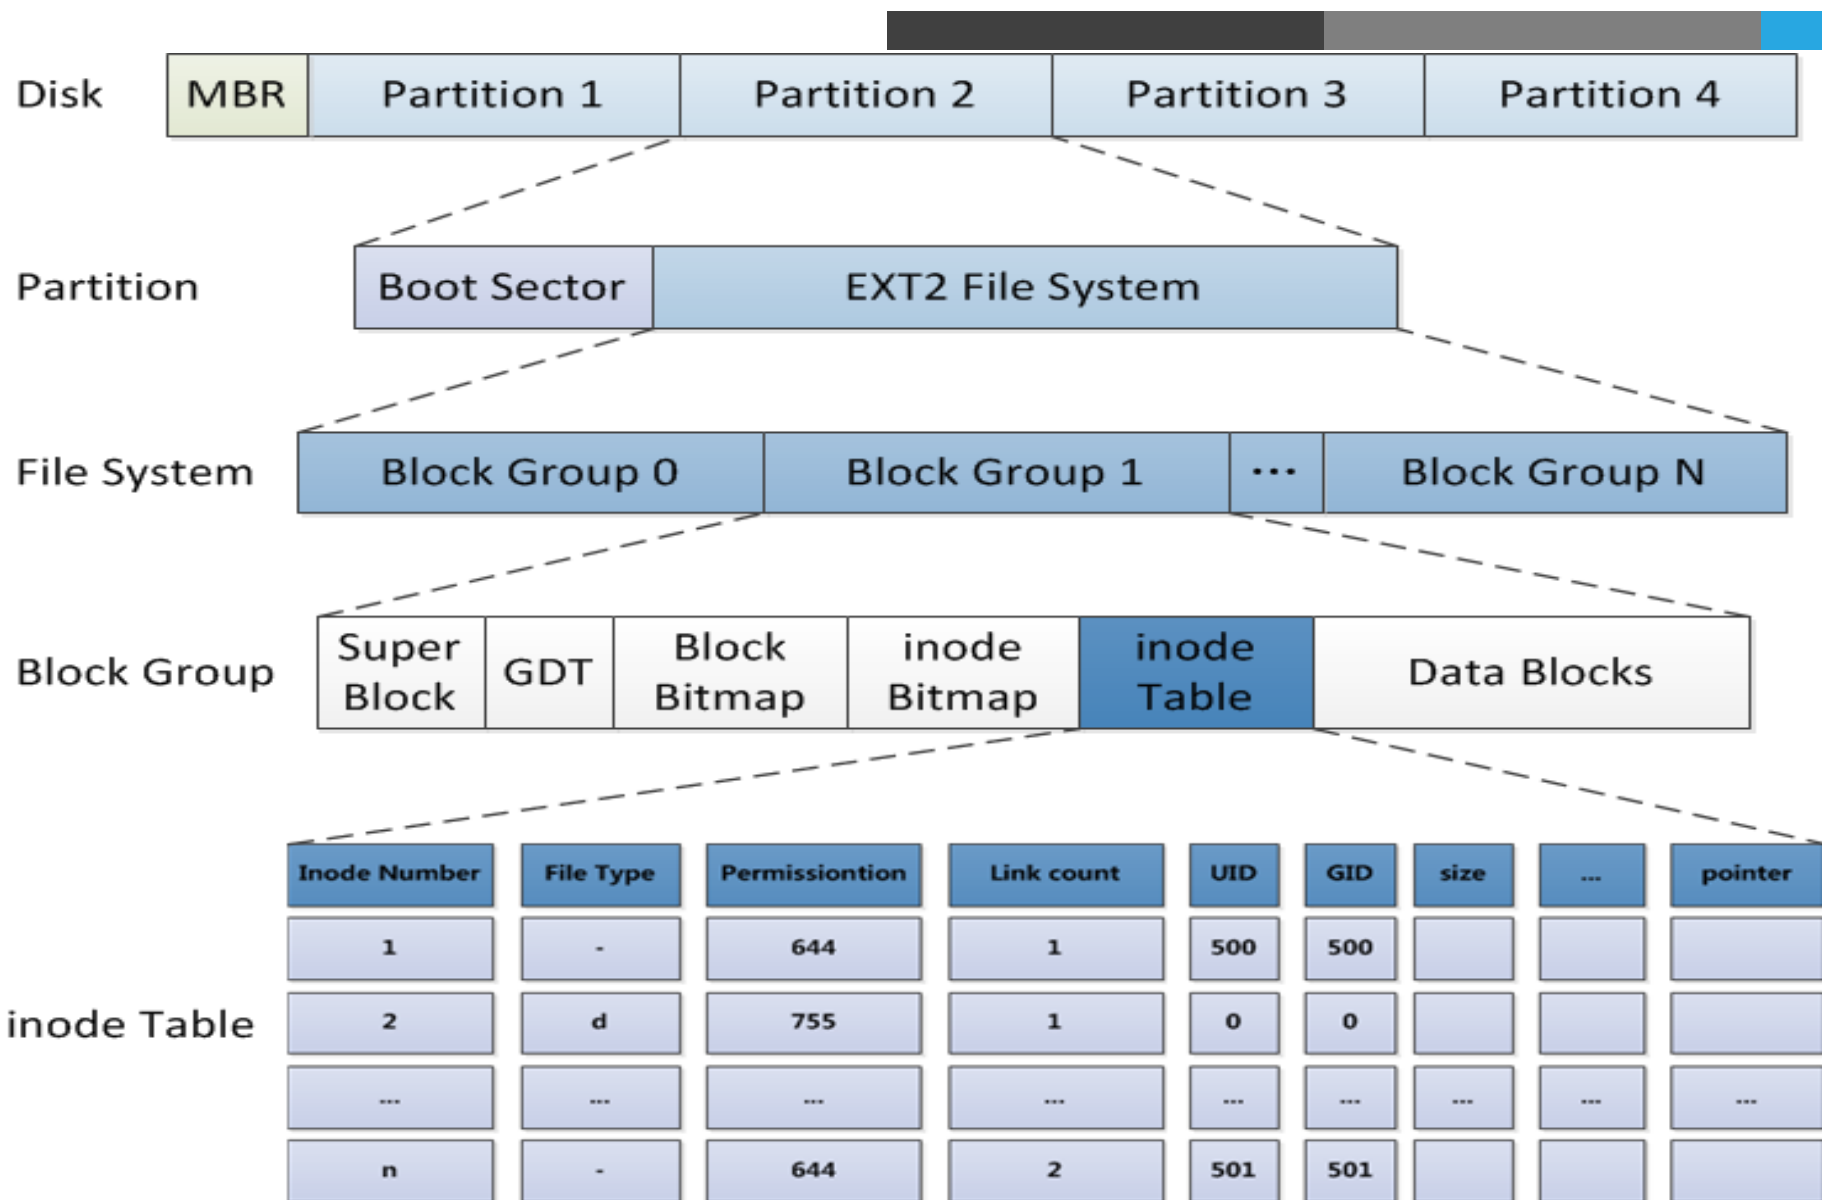 Disk MBR Partition 1 Partition 2 Partition 3 Partition 4
Partition Boot Sector EXT2 File System
File System Block Group 0 Block Group 1 ... Block Group N
Block Group Super Block GDT Block Bitmap inode Bitmap inode Table Data Blocks
Inode Number File Type Permissiontion Link count UID GID size ... pointer
1 - 644 1 500 500
inode Table 2 d 755 1 0 0
... ... ... ... ... ... ... ... ...
n - 644 2 501 501